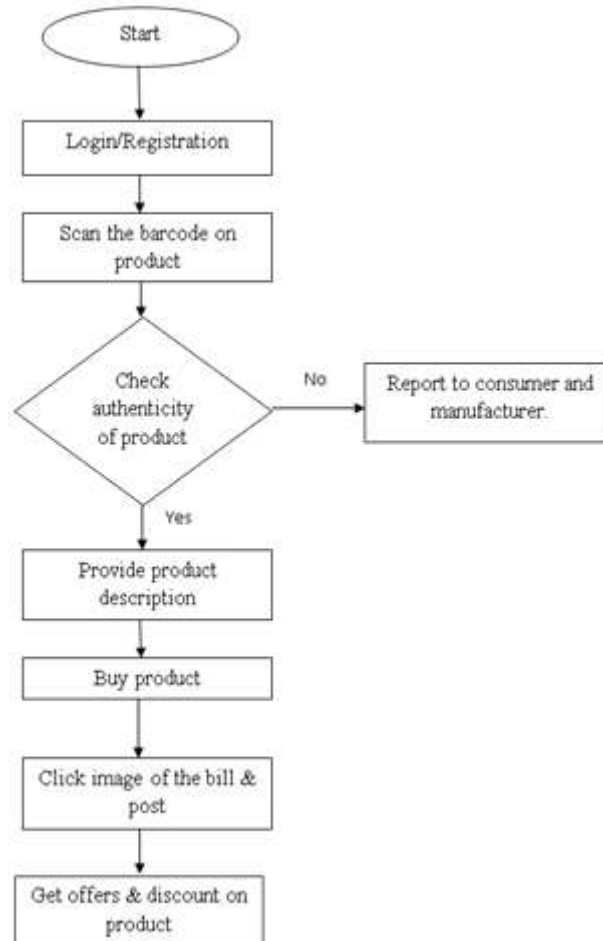 Start
Login/Registration
Scan the barcode on
product
Check
authenticity
of product
No
Report to consumer and
manufacturer.
Yes
Provide product
description
Buy product
Click image of the bill &
post
Get offers & discount on
product